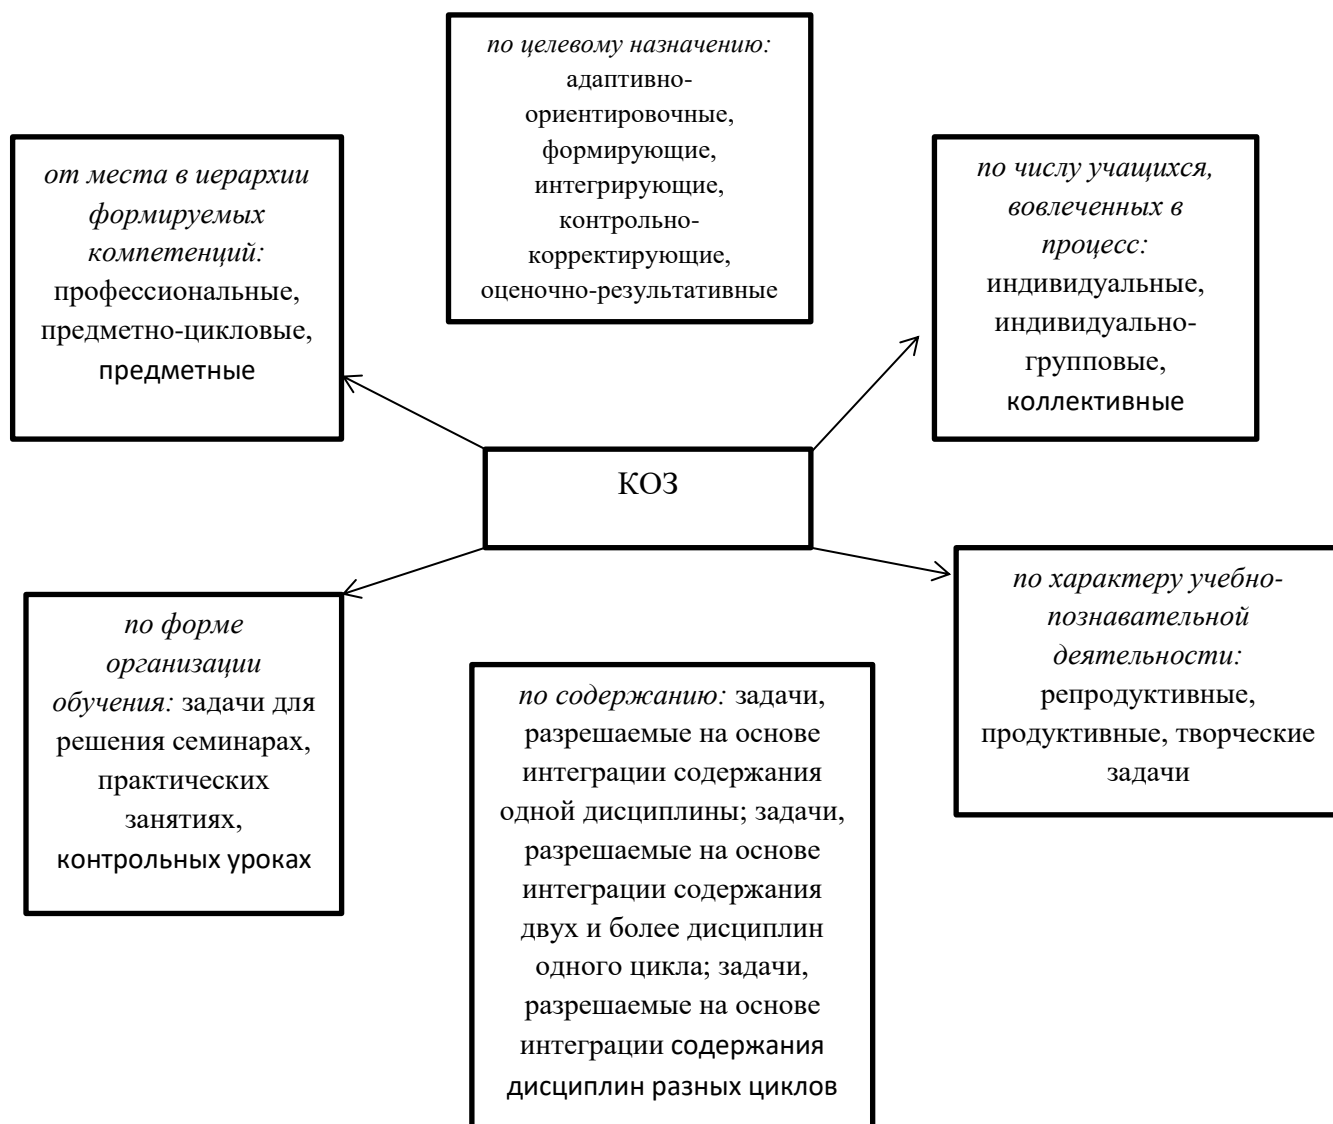 по целевому назначению:
адаптивно-
ориентировочные,
формирующие,
интегрирующие,
контрольно-
корректирующие,
оценочно-результативные
от места в иерархии
формируемых
компетенций:
профессиональные,
предметно-цикловые,
предметные
по числу учащихся,
вовлеченных в
процесс:
индивидуальные,
индивидуально-
групповые,
коллективные
КОЗ
по форме
организации
обучения: задачи для
решения семинарах,
практических
занятиях,
контрольных уроках
по содержанию: задачи,
разрешаемые на основе
интеграции содержания
одной дисциплины; задачи,
разрешаемые на основе
интеграции содержания
двух и более дисциплин
одного цикла; задачи,
разрешаемые на основе
интеграции содержания
дисциплин разных циклов
по характеру учебно-
познавательной
деятельности:
репродуктивные,
продуктивные, творческие
задачи